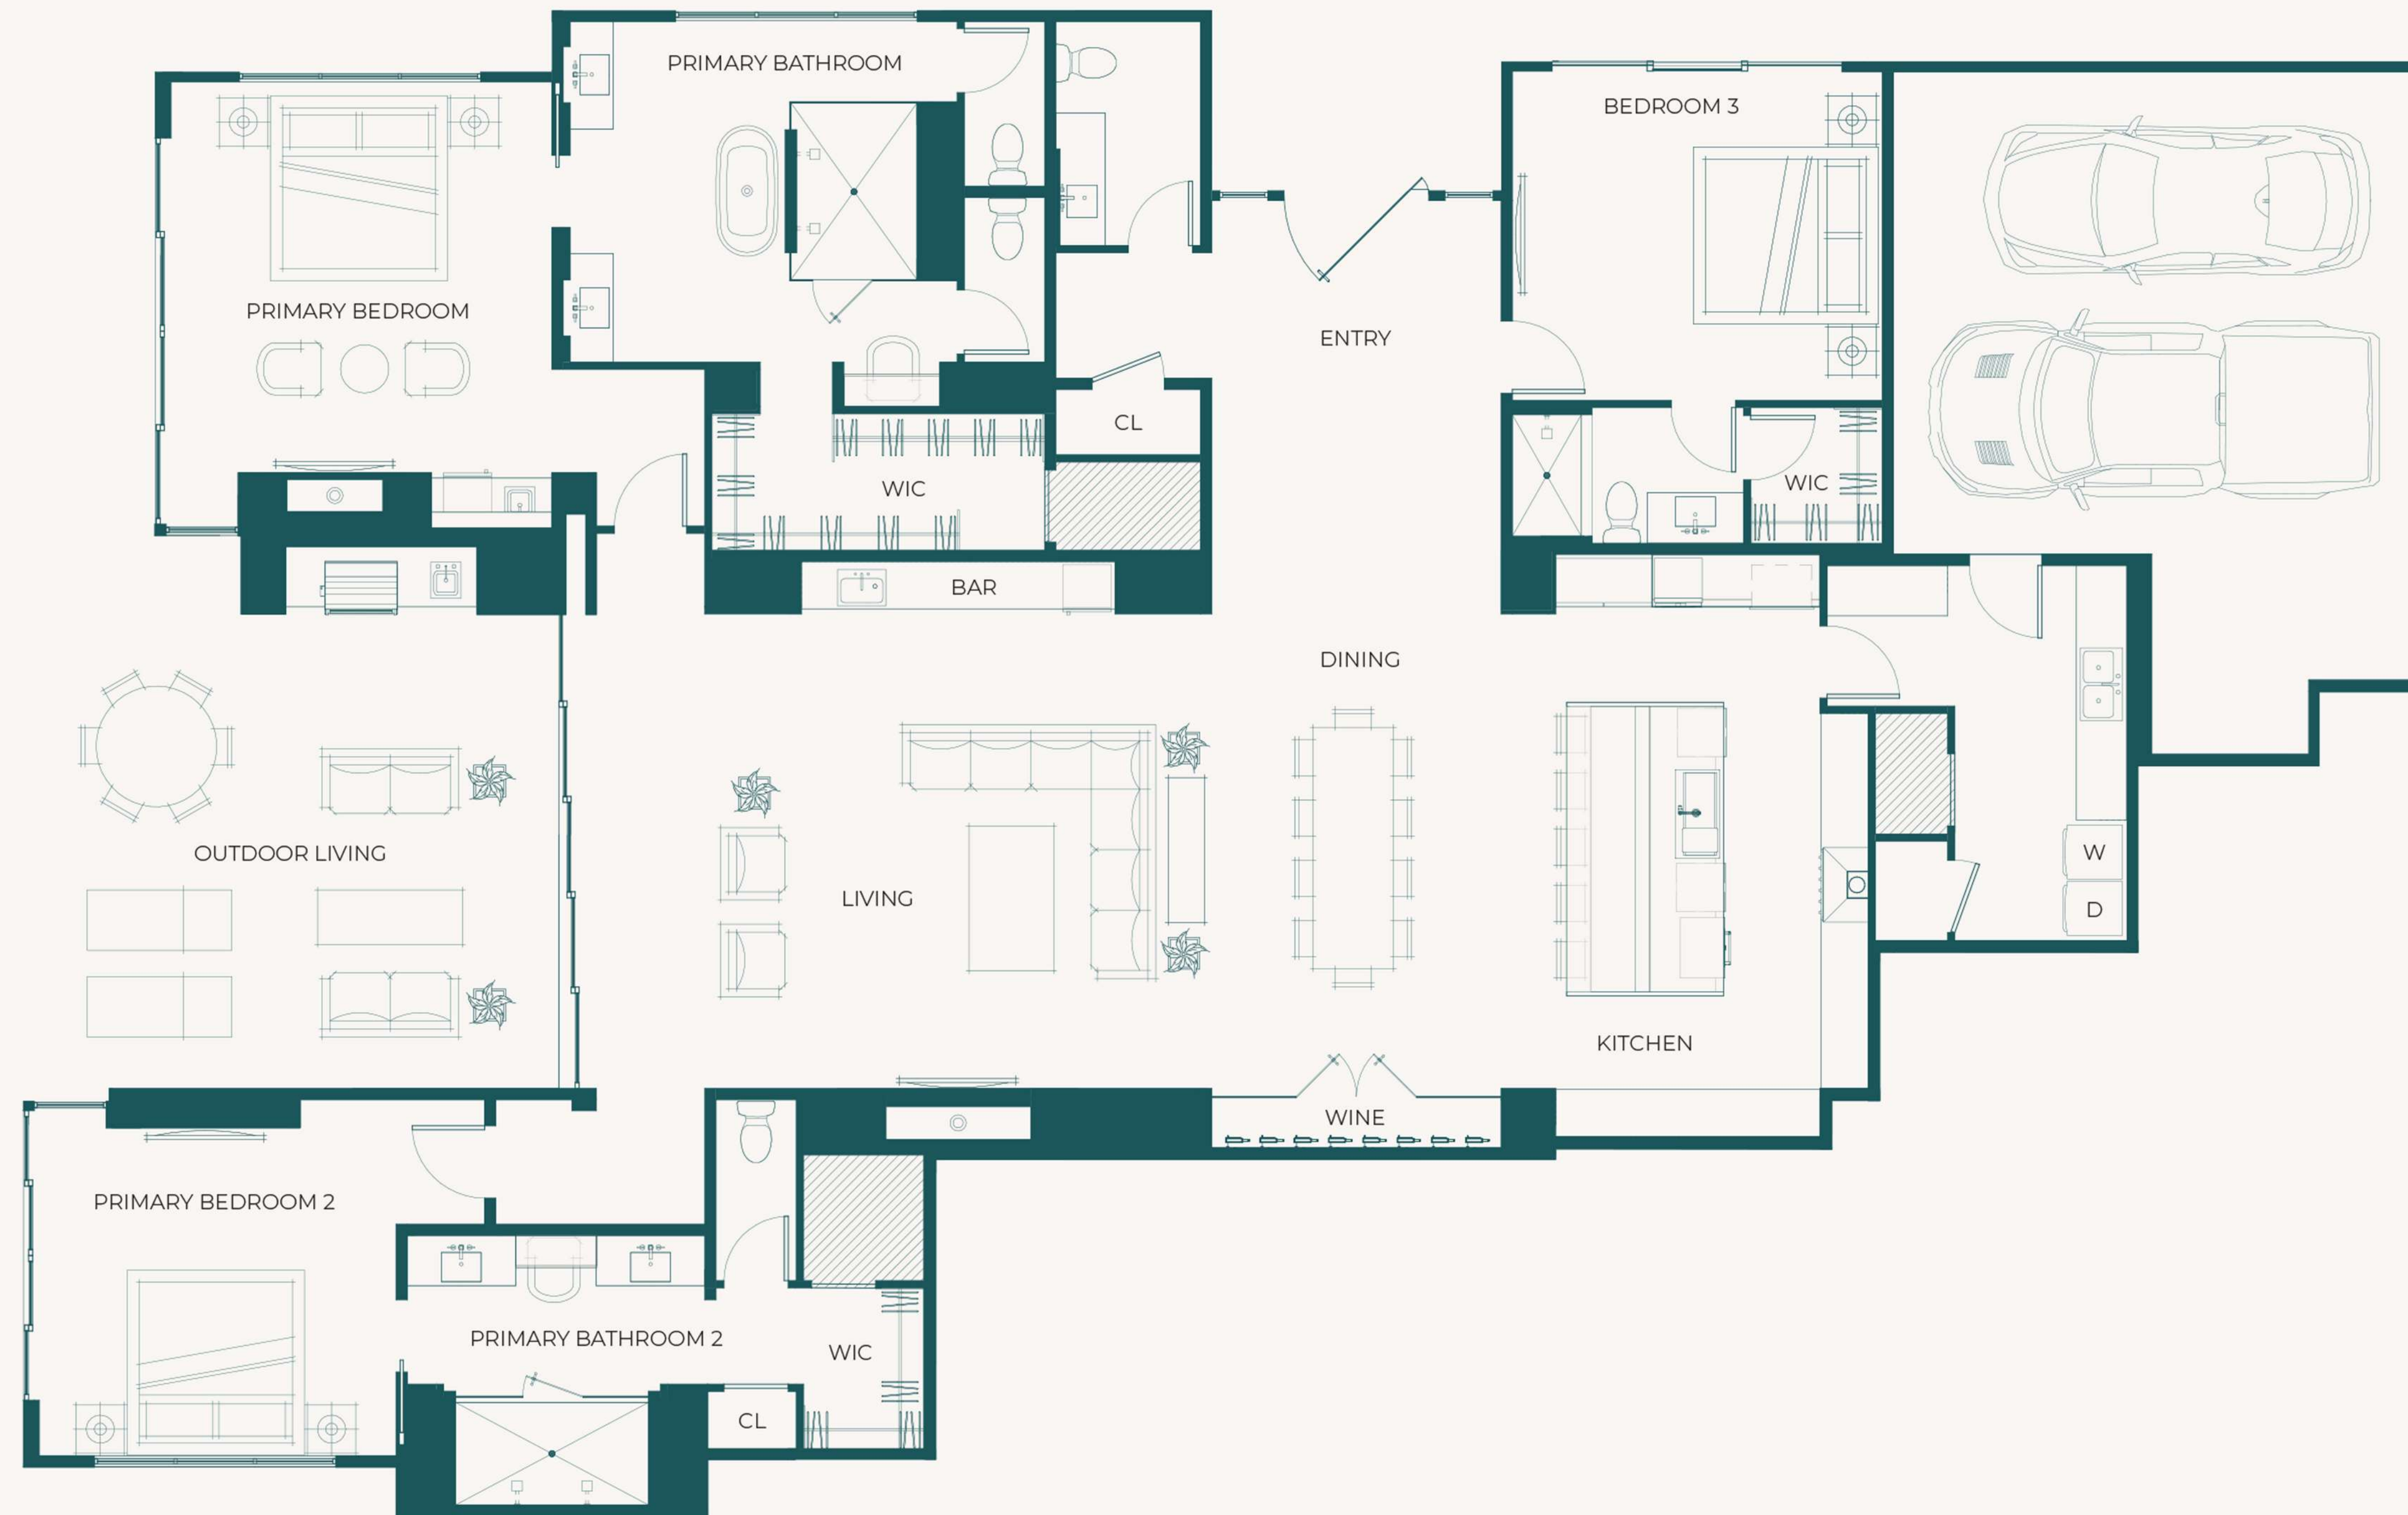 PRIMARY BATHROOM
BEDROOM 3
PRIMARY BEDROOM
ENTRY
CL
WIC
WIC
BAR
DINING
OUTDOOR LIVING
W
LIVING
D
KITCHEN
WINE
PRIMARY BEDROOM 2
PRIMARY BATHROOM 2
WIC
CL